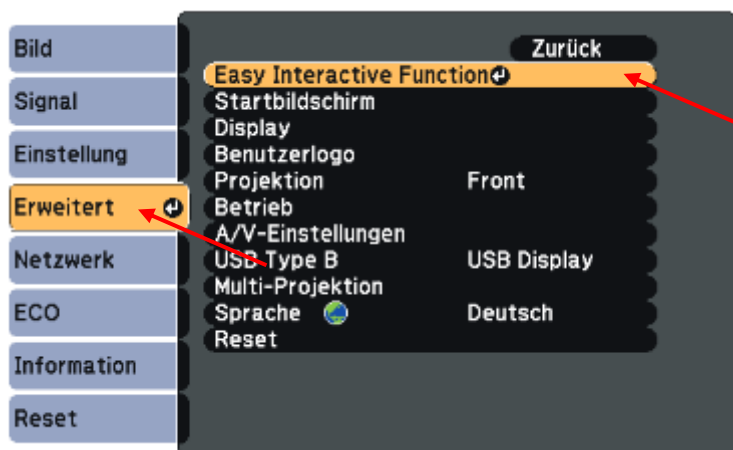 Bild
Signal
Einstellung
Erweitert
Netzwerk
ECO
Information
Reset
Zurück
Easy Interactive Function
Startbildschirm
Display
Benutzerlogo
Projektion Front
Betrieb
A/V-Einstellungen
USB Type B USB Display
Multi-Projektion
Sprache Deutsch
Reset